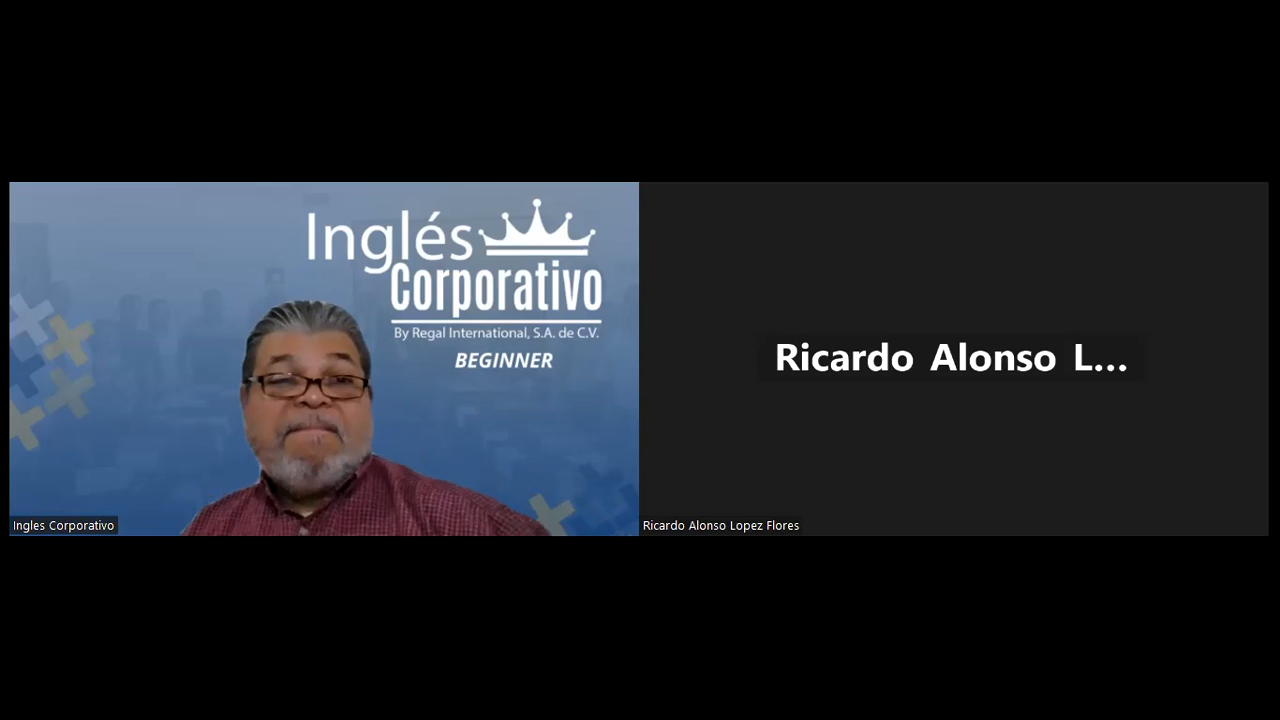 Inglés
Corporativo
By Regal International, S.A. de C.V.
BEGINNER
Ricardo Alonso L...
Ingles Corporativo
Ricardo Alonso Lopez Flores